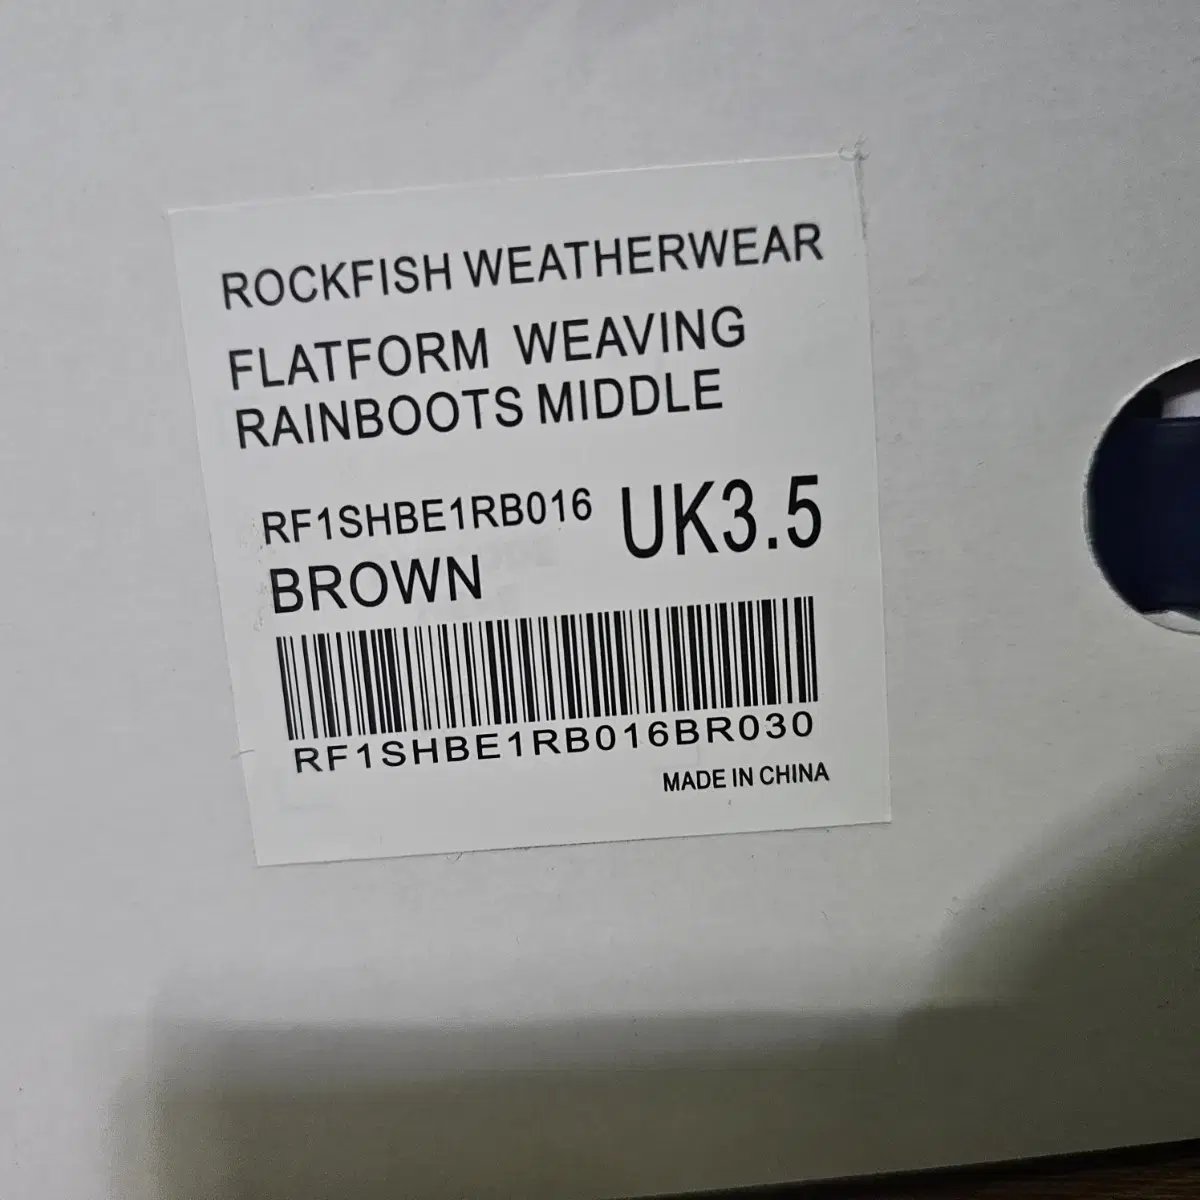 ROCKFISH WEATHERWEAR
FLATFORM WEAVING
RAINBOOTS MIDDLE
RF1SHBE1RB016 UK3.5
BROWN
RF1SHBE1RB016BR030
MADE IN CHINA